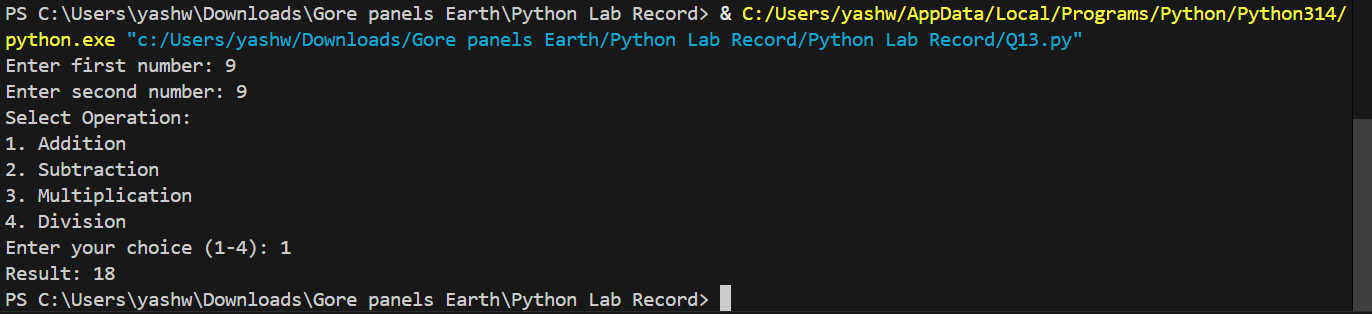 PS C:\Users\yashw\Downloads\Gore panels Earth\Python Lab Record> & C:/Users/yashw/AppData/Local/Programs/Python/Python314/
python.exe "c:/Users/yashw/Downloads/Gore panels Earth/Python Lab Record/Python Lab Record/Q13.py"
Enter first number: 9
Enter second number: 9
Select Operation:
1. Addition
2. Subtraction
3. Multiplication
4. Division
Enter your choice (1-4): 1
Result: 18
PS C:\Users\yashw\Downloads\Gore panels Earth\Python Lab Record>